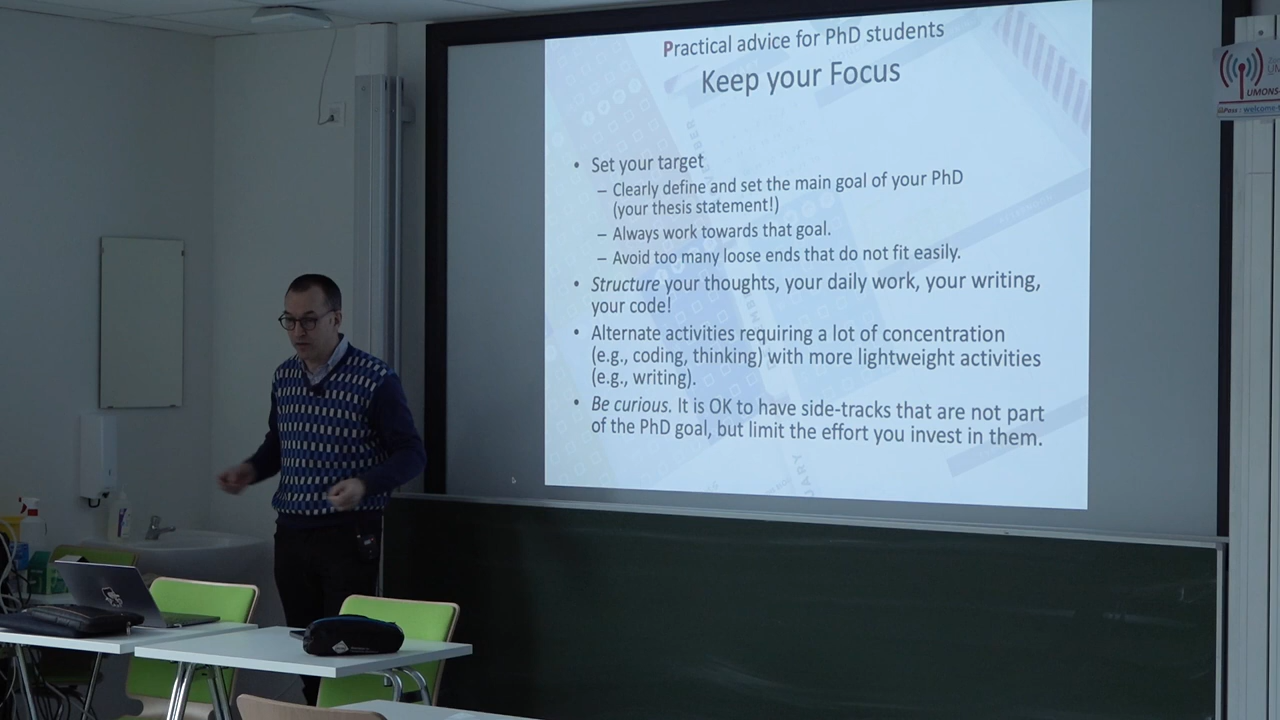 Practical advice for PhD students
Keep your Focus
• Set your target
– Clearly define and set the main goal of your PhD
(your thesis statement!)
– Always work towards that goal.
– Avoid too many loose ends that do not fit easily.
• Structure your thoughts, your daily work, your writing,
your code!
• Alternate activities requiring a lot of concentration
(e.g., coding, thinking) with more lightweight activities
(e.g., writing).
• Be curious. It is OK to have side-tracks that are not part
of the PhD goal, but limit the effort you invest in them.
UMONS-
Pass : welcome